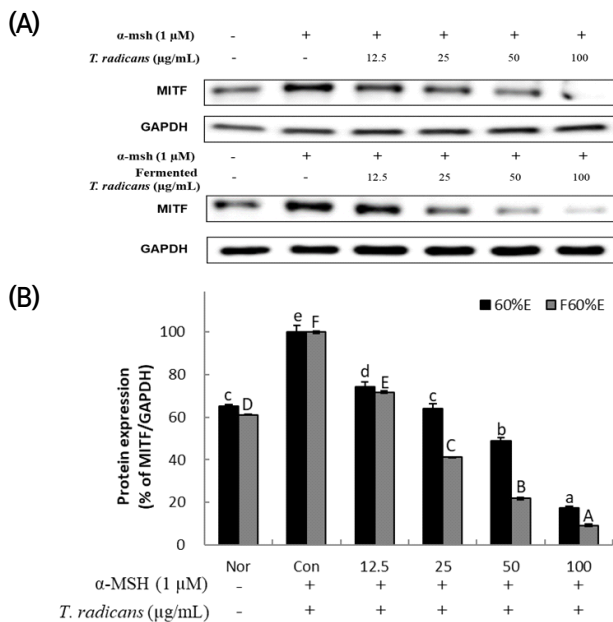 (A)
α-msh (1 μM) - + + + + +
T. radicans (μg/mL) - - 12.5 25 50 100
MITF
GAPDH
α-msh (1 μM) - + + + + +
Fermented
T. radicans (μg/mL) - - 12.5 25 50 100
MITF
GAPDH
(B)
60%E F60%E
Protein expression
(% of MITF/GAPDH)
100
80
60
40
20
0
c D e F d E c C b B a A
Nor Con 12.5 25 50 100
α-MSH (1 μM) - + + + + +
T. radicans (μg/mL) - + + + + +